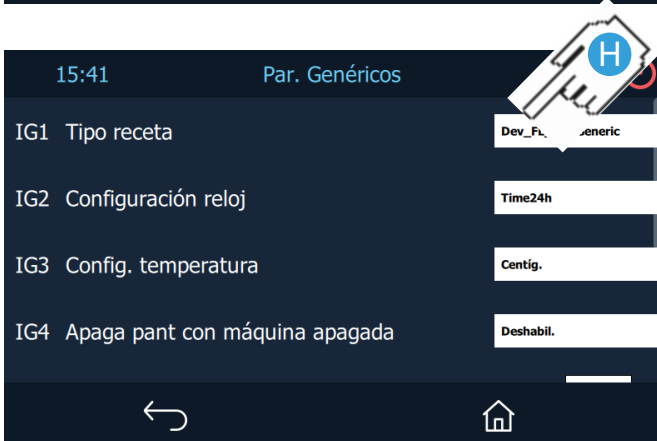 H
15:41 Par. Genéricos
IG1 Tipo receta Generic
IG2 Configuración reloj Time24h
IG3 Config. temperatura Centíg.
IG4 Apaga pant con máquina apagada Deshabil.